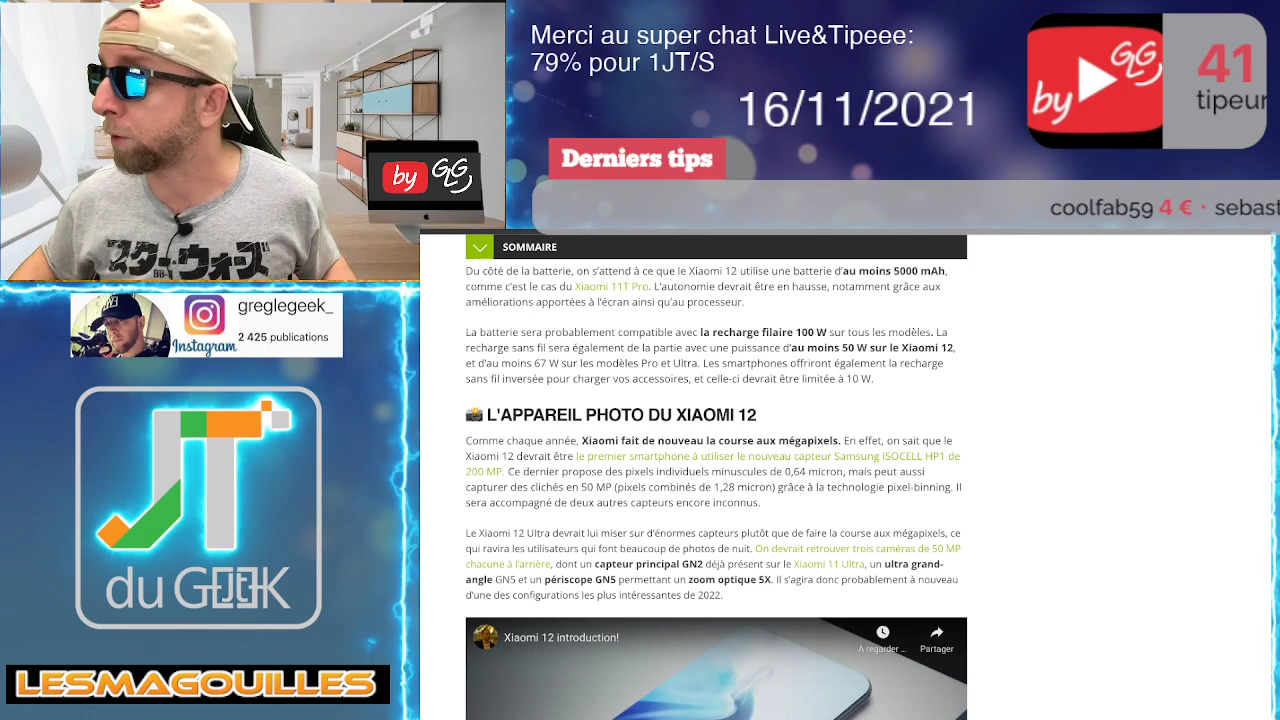 Merci au super chat Live&Tipeee:
79% pour 1JT/S
16/11/2021
by GLG
41
tipeur
Derniers tips
coolfab59 4 € · sebast
by GLG
スター・ウォーズ
greglegeek_
2 425 publications
Instagram
JT
du GEEK
LESMAGOUILLES
SOMMAIRE
Du côté de la batterie, on s'attend à ce que le Xiaomi 12 utilise une batterie d'au moins 5000 mAh,
comme c'est le cas du Xiaomi 11T Pro. L'autonomie devrait être en hausse, notamment grâce aux
améliorations apportées à l'écran ainsi qu'au processeur.
La batterie sera probablement compatible avec la recharge filaire 100 W sur tous les modèles. La
recharge sans fil sera également de la partie avec une puissance d'au moins 50 W sur le Xiaomi 12,
et d'au moins 67 W sur les modèles Pro et Ultra. Les smartphones offriront également la recharge
sans fil inversée pour charger vos accessoires, et celle-ci devrait être limitée à 10 W.
L'APPAREIL PHOTO DU XIAOMI 12
Comme chaque année, Xiaomi fait de nouveau la course aux mégapixels. En effet, on sait que le
Xiaomi 12 devrait être le premier smartphone à utiliser le nouveau capteur Samsung ISOCELL HP1 de
200 MP. Ce dernier propose des pixels individuels minuscules de 0,64 micron, mais peut aussi
capturer des clichés en 50 MP (pixels combinés de 1,28 micron) grâce à la technologie pixel-binning. Il
sera accompagné de deux autres capteurs encore inconnus.
Le Xiaomi 12 Ultra devrait lui miser sur d'énormes capteurs plutôt que de faire la course aux mégapixels, ce
qui ravira les utilisateurs qui font beaucoup de photos de nuit. On devrait retrouver trois caméras de 50 MP
chacune à l'arrière, dont un capteur principal GN2 déjà présent sur le Xiaomi 11 Ultra, un ultra grand-
angle GN5 et un périscope GN5 permettant un zoom optique 5X. Il s'agira donc probablement à nouveau
d'une des configurations les plus intéressantes de 2022.
Xiaomi 12 introduction!
À regarder ...
Partager